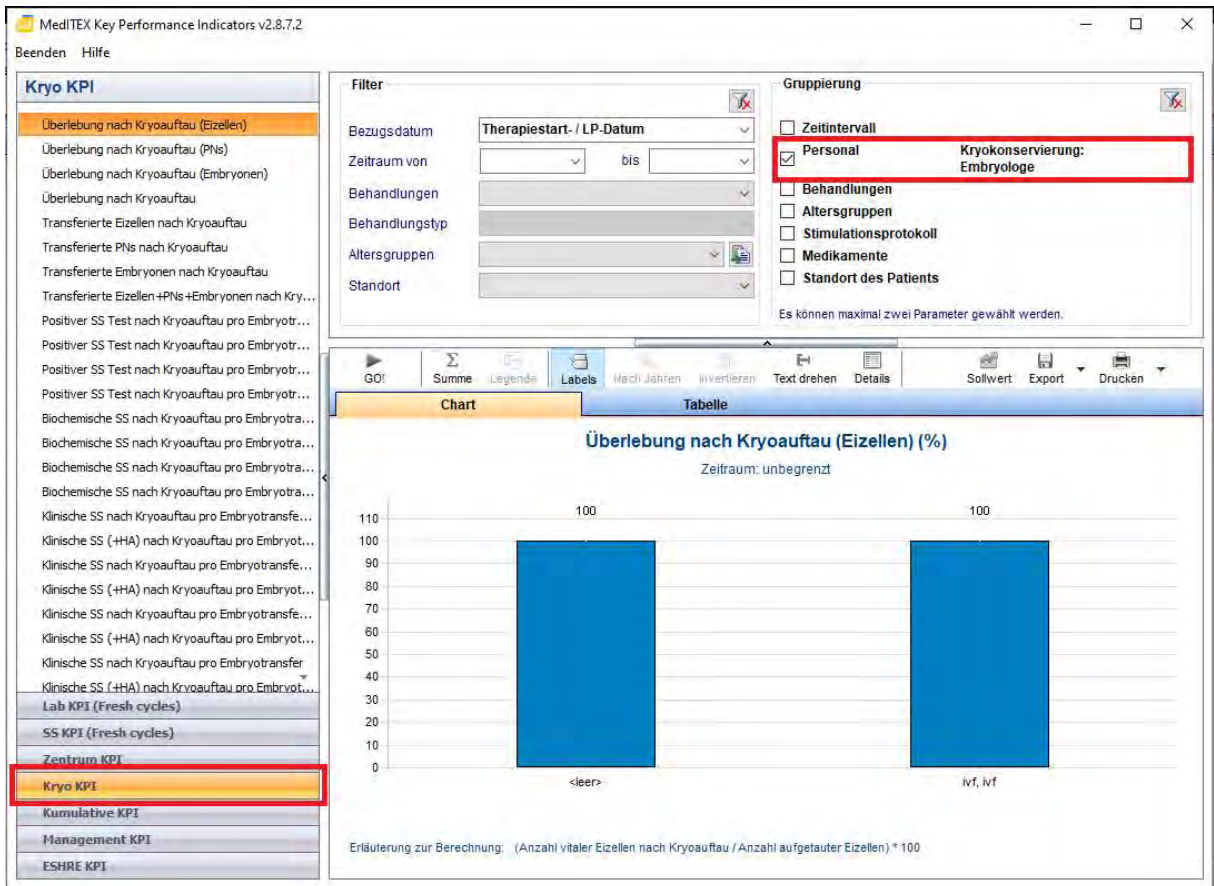 MedITEX Key Performance Indicators v2.8.7.2
Beenden Hilfe
Kryo KPI
Überlebung nach Kryoauftau (Eizellen)
Überlebung nach Kryoauftau (PNs)
Überlebung nach Kryoauftau (Embryonen)
Überlebung nach Kryoauftau
Transferierte Eizellen nach Kryoauftau
Transferierte PNs nach Kryoauftau
Transferierte Embryonen nach Kryoauftau
Transferierte Eizellen+PNs+Embryonen nach Kry...
Positiver SS Test nach Kryoauftau pro Embryotr...
Positiver SS Test nach Kryoauftau pro Embryotr...
Positiver SS Test nach Kryoauftau pro Embryotr...
Positiver SS Test nach Kryoauftau pro Embryotr...
Biochemische SS nach Kryoauftau pro Embryotra...
Biochemische SS nach Kryoauftau pro Embryotra...
Biochemische SS nach Kryoauftau pro Embryotra...
Biochemische SS nach Kryoauftau pro Embryotra...
Klinische SS nach Kryoauftau pro Embryotransfe...
Klinische SS (+HA) nach Kryoauftau pro Embryot...
Klinische SS nach Kryoauftau pro Embryotransfe...
Klinische SS (+HA) nach Kryoauftau pro Embryot...
Klinische SS nach Kryoauftau pro Embryotransfe...
Klinische SS (+HA) nach Kryoauftau pro Embryot...
Klinische SS nach Kryoauftau pro Embryotransfer
Klinische SS (+HA) nach Kryoauftau pro Embryot...
Lab KPI (Fresh cycles)
SS KPI (Fresh cycles)
Zentrum KPI
Kryo KPI
Kumulative KPI
Management KPI
ESHRE KPI
Filter
Bezugsdatum Therapiestart- / LP-Datum
Zeitraum von bis
Behandlungen
Behandlungstyp
Altersgruppen
Standort
Gruppierung
Zeitintervall
Personal Kryokonservierung:
Embryologe
Behandlungen
Altersgruppen
Stimulationsprotokoll
Medikamente
Standort des Patients
Es können maximal zwei Parameter gewählt werden.
GO! Summe Legende Labels Nach Jahren Invertieren Text drehen Details Sollwert Export Drucken
Chart Tabelle
Überlebung nach Kryoauftau (Eizellen) (%)
Zeitraum: unbegrenzt
100 100
110
100
90
80
70
60
50
40
30
20
10
0
<leer> ivf, ivf
Erläuterung zur Berechnung: (Anzahl vitaler Eizellen nach Kryoauftau / Anzahl aufgetauter Eizellen) * 100